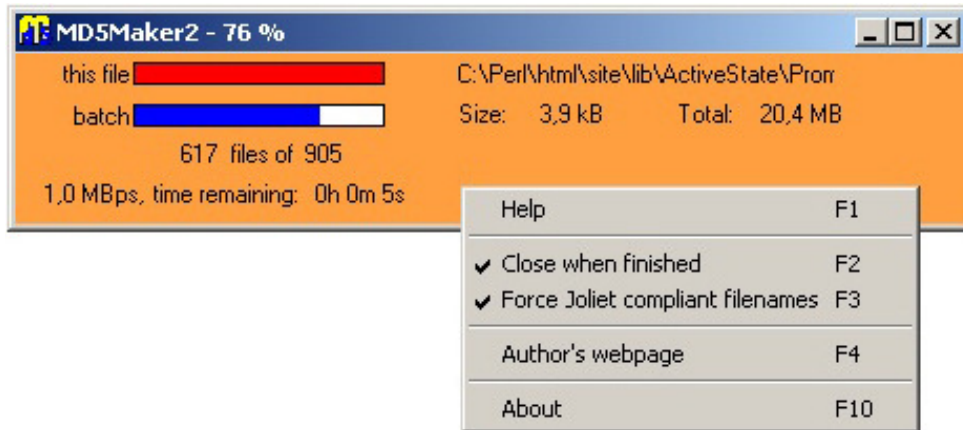 MD5Maker2 - 76 %
this file C:\Perl\html\site\lib\ActiveState\Prom
batch Size: 3,9 kB Total: 20,4 MB
617 files of 905
1,0 MBps, time remaining: 0h 0m 5s
Help F1
Close when finished F2
Force Joliet compliant filenames F3
Author's webpage F4
About F10